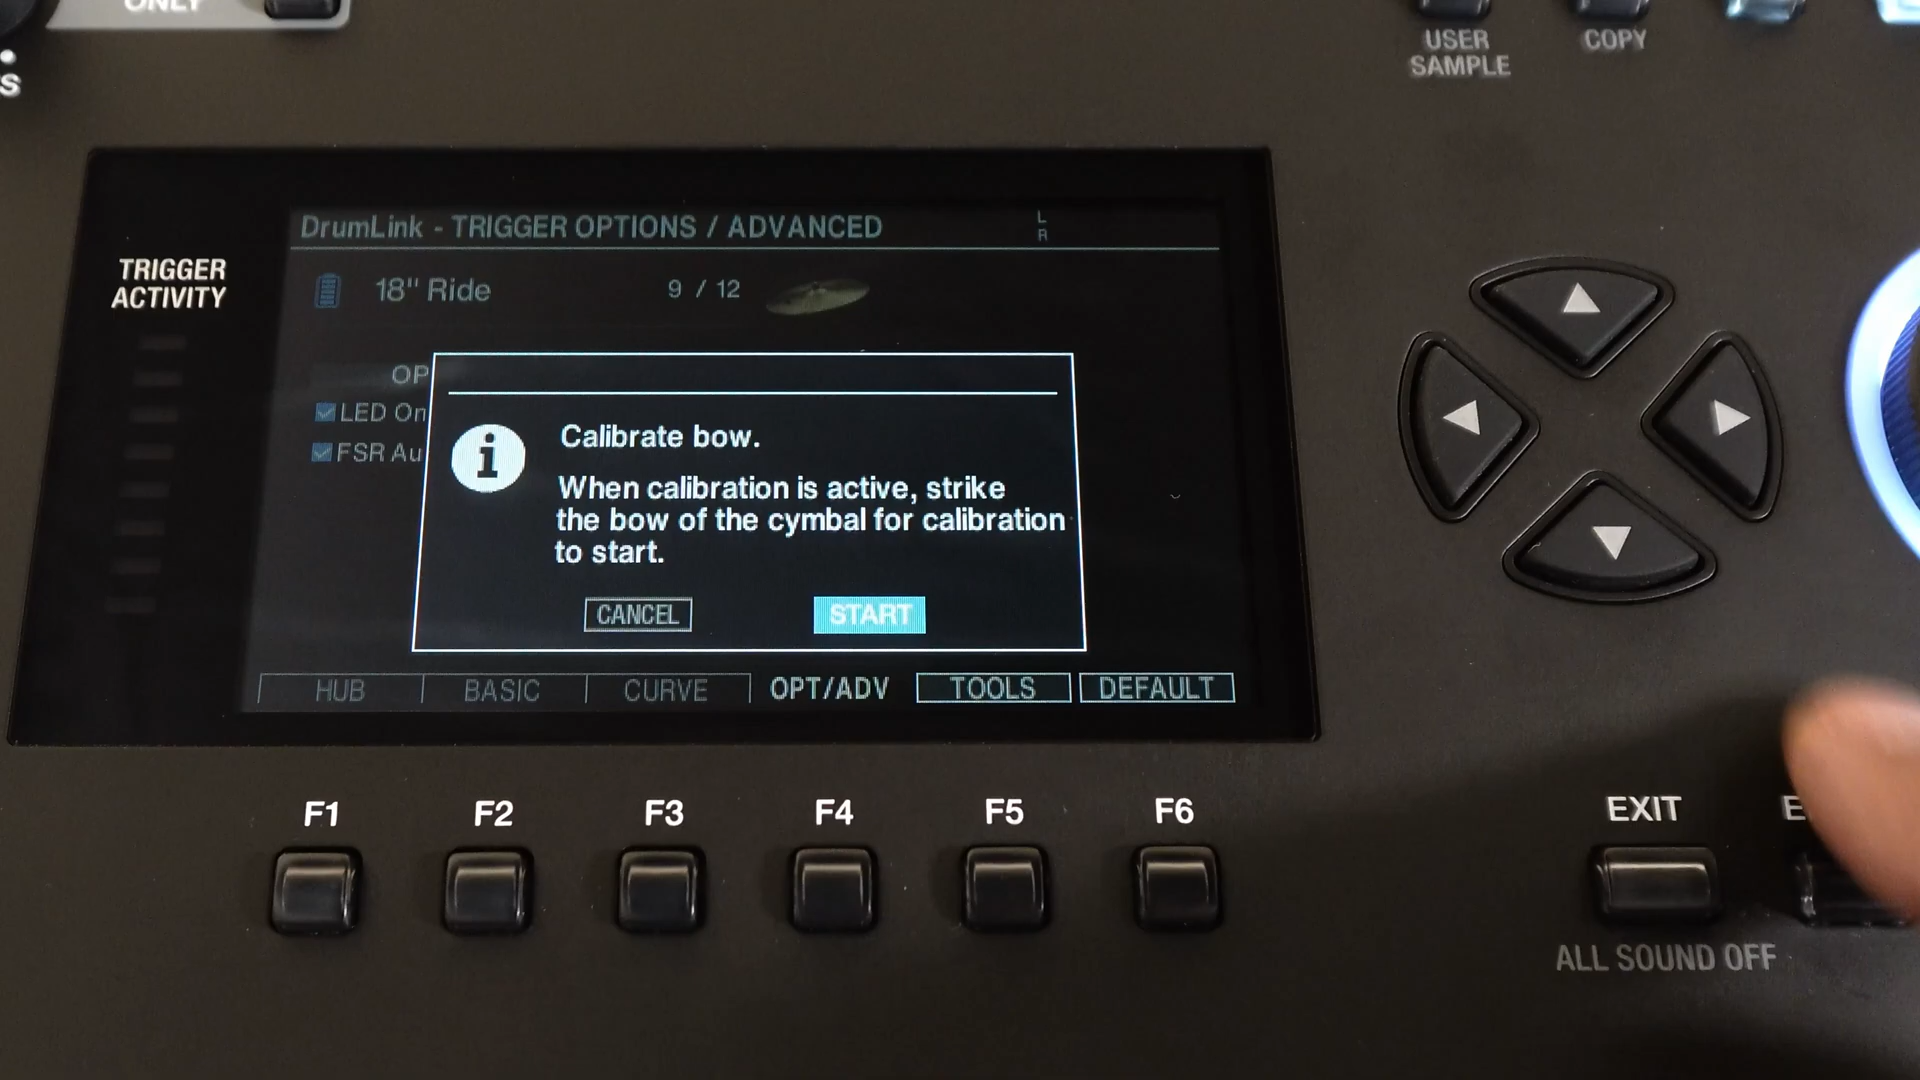 ONLY
S
USER
SAMPLE
COPY
DrumLink - TRIGGER OPTIONS / ADVANCED
L
R
TRIGGER
ACTIVITY
18" Ride
9 / 12
OP
LED On
FSR Au
Calibrate bow.
When calibration is active, strike
the bow of the cymbal for calibration
to start.
CANCEL
START
HUB
BASIC
CURVE
OPT/ADV
TOOLS
DEFAULT
F1
F2
F3
F4
F5
F6
EXIT
E
ALL SOUND OFF